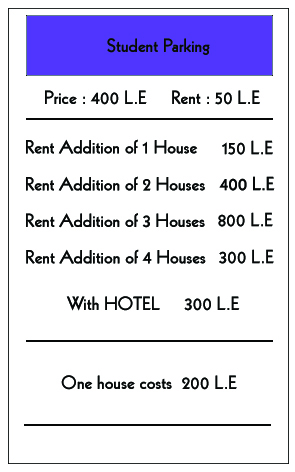 Student Parking
Price : 400 L.E Rent : 50 L.E
Rent Addition of 1 House 150 L.E
Rent Addition of 2 Houses 400 L.E
Rent Addition of 3 Houses 800 L.E
Rent Addition of 4 Houses 300 L.E
With HOTEL 300 L.E
One house costs 200 L.E